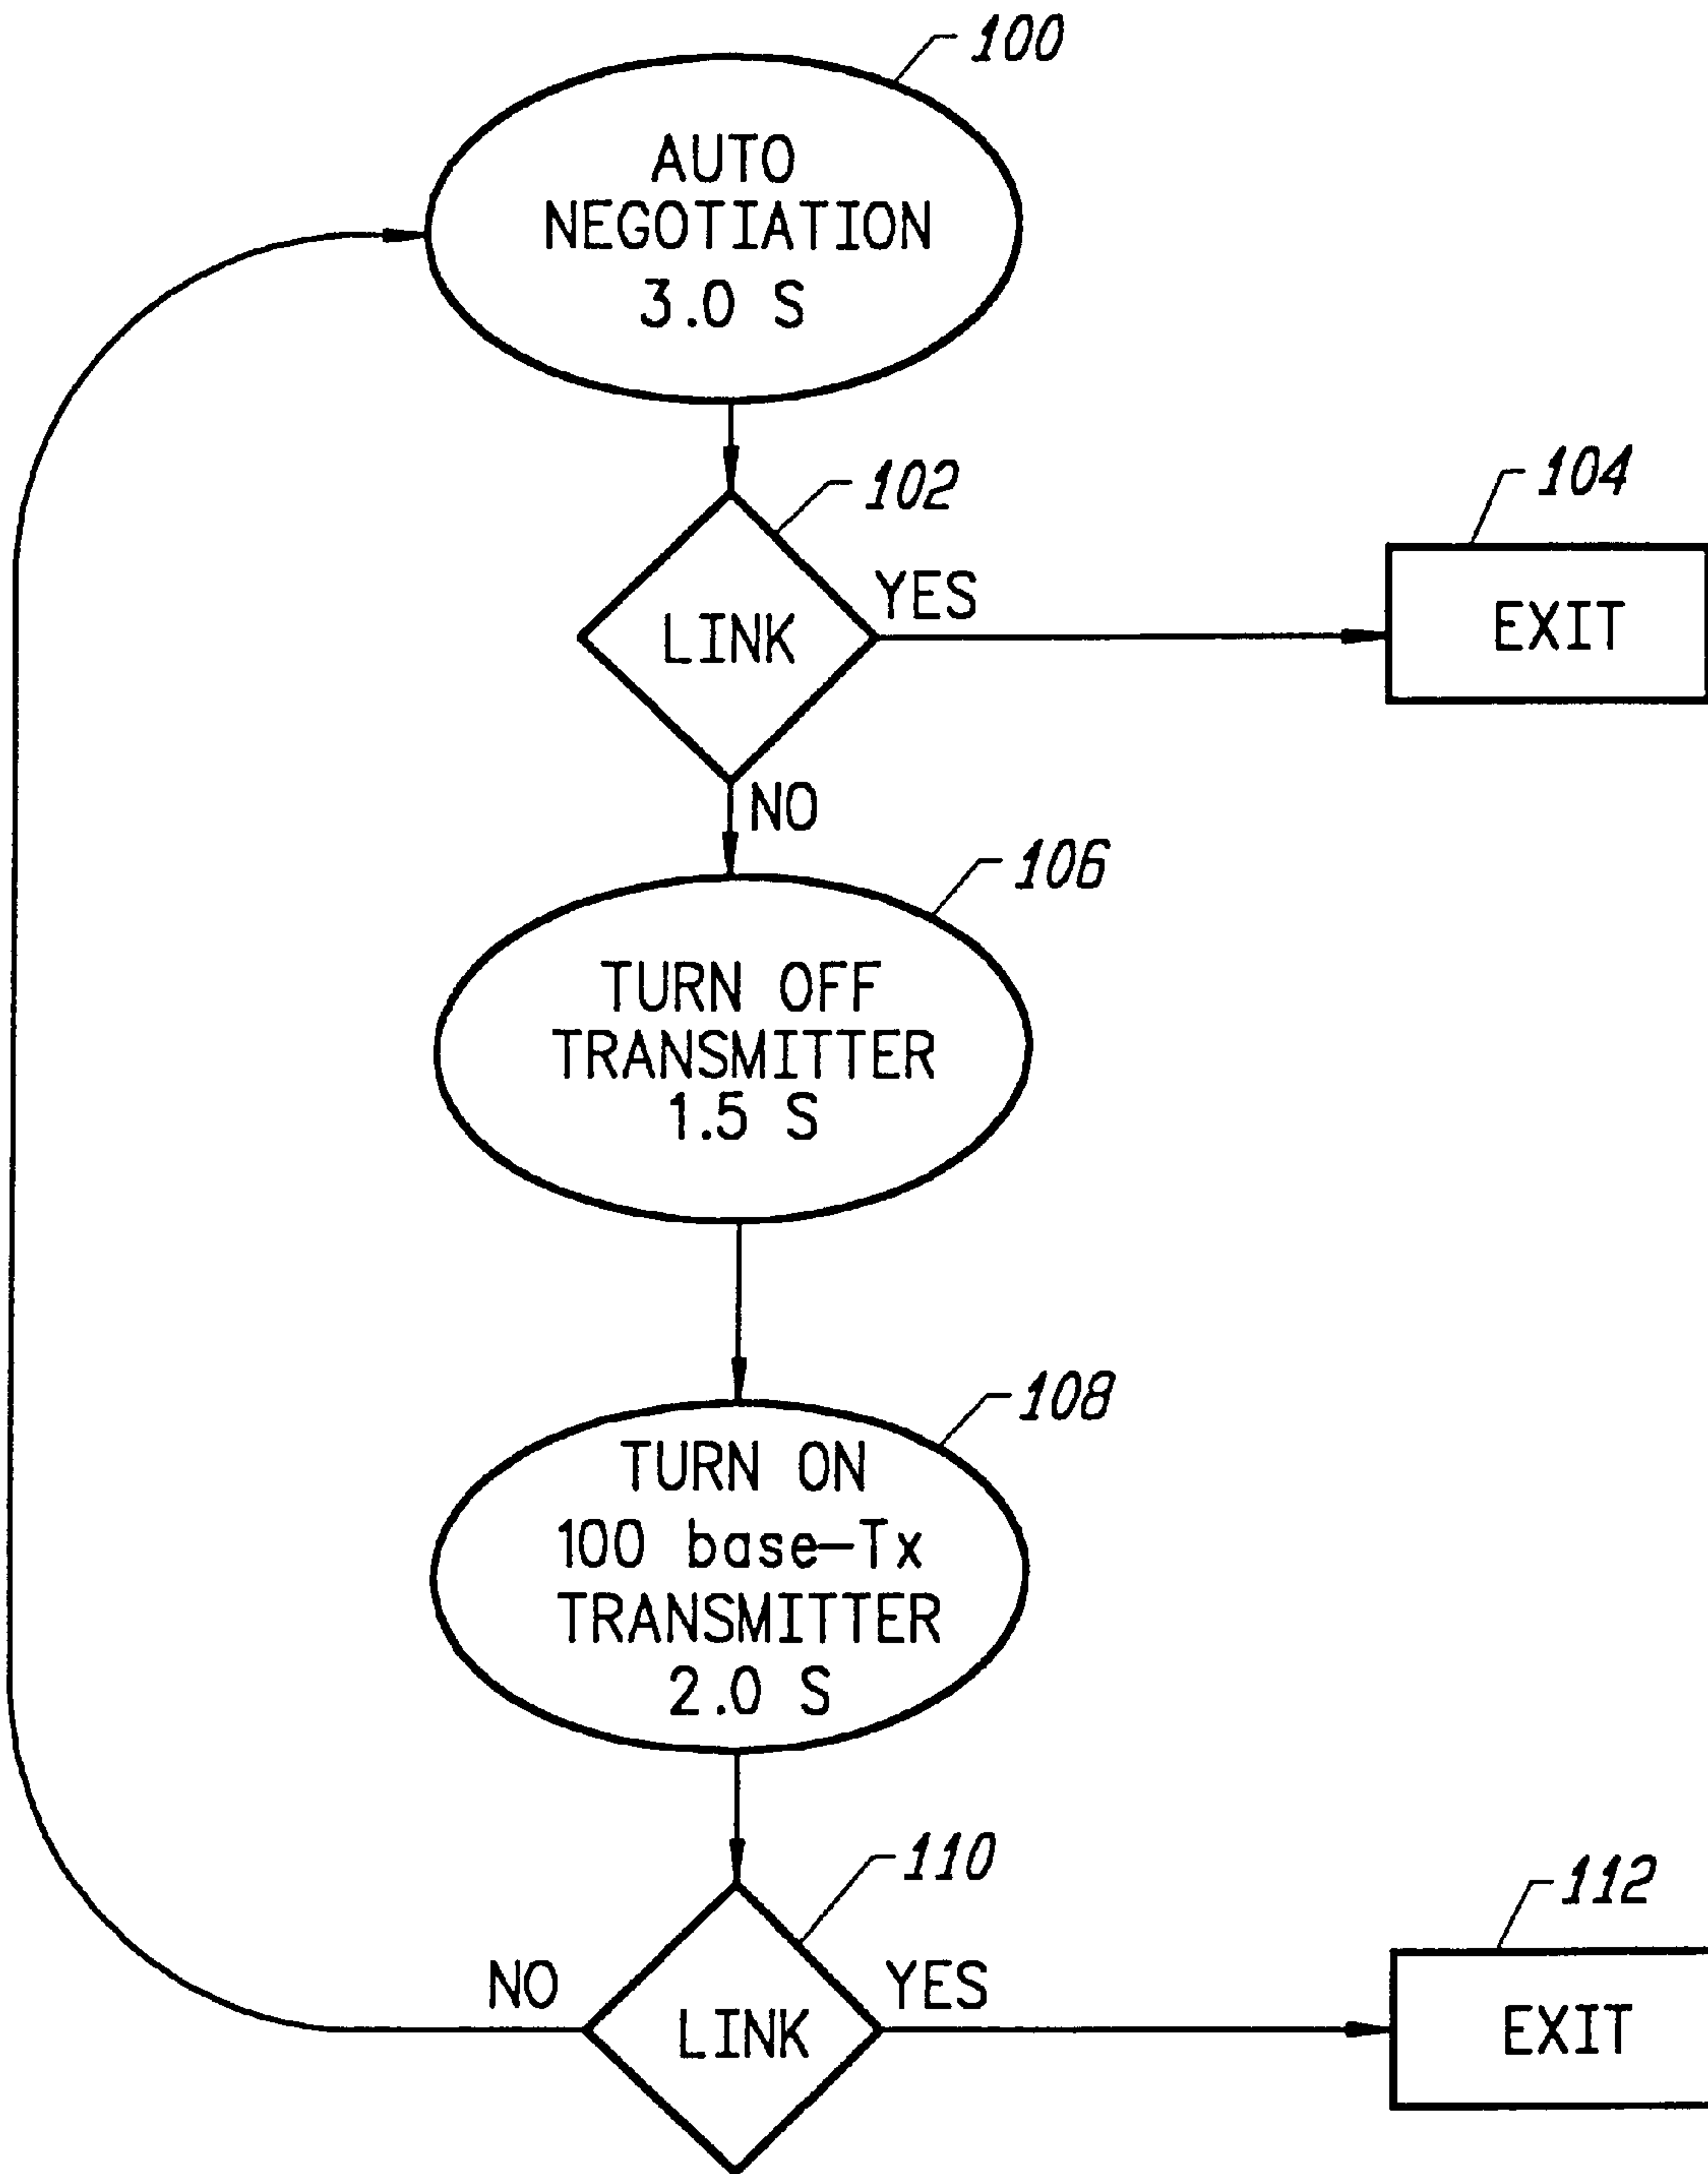 100
AUTO
NEGOTIATION
3.0 S
102
104
YES
LINK
EXIT
NO
106
TURN OFF
TRANSMITTER
1.5 S
108
TURN ON
100 base-Tx
TRANSMITTER
2.0 S
110
112
NO
YES
LINK
EXIT